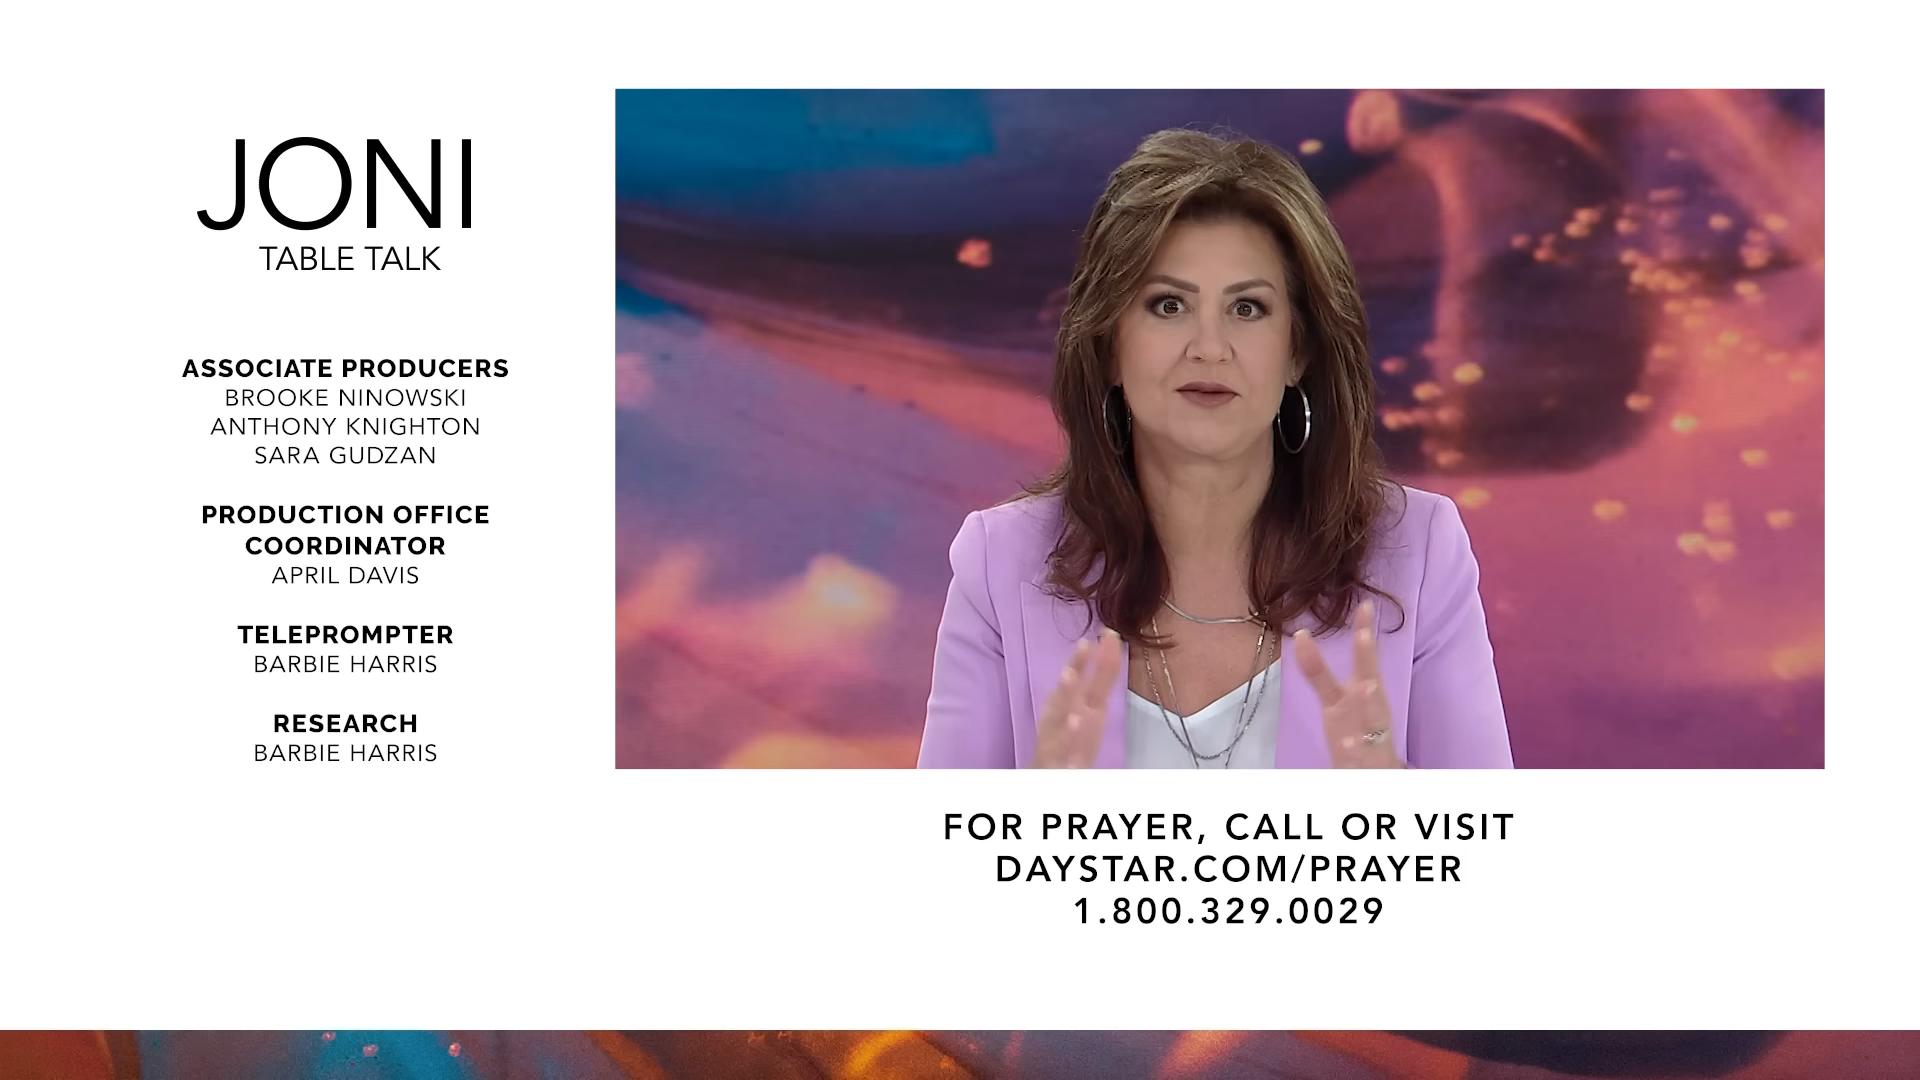 JONI
TABLE TALK
ASSOCIATE PRODUCERS
BROOKE NINOWSKI
ANTHONY KNIGHTON
SARA GUDZAN
PRODUCTION OFFICE
COORDINATOR
APRIL DAVIS
TELEPROMPTER
BARBIE HARRIS
RESEARCH
BARBIE HARRIS
FOR PRAYER, CALL OR VISIT
DAYSTAR.COM/PRAYER
1.800.329.0029